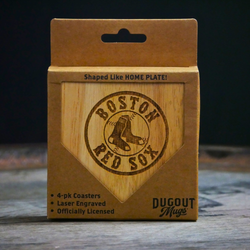 Shaped Like HOME PLATE!
BOSTON
RED SOX
• 4-pk Coasters
• Laser Engraved
• Officially Licensed
DUGOUT
Mugs